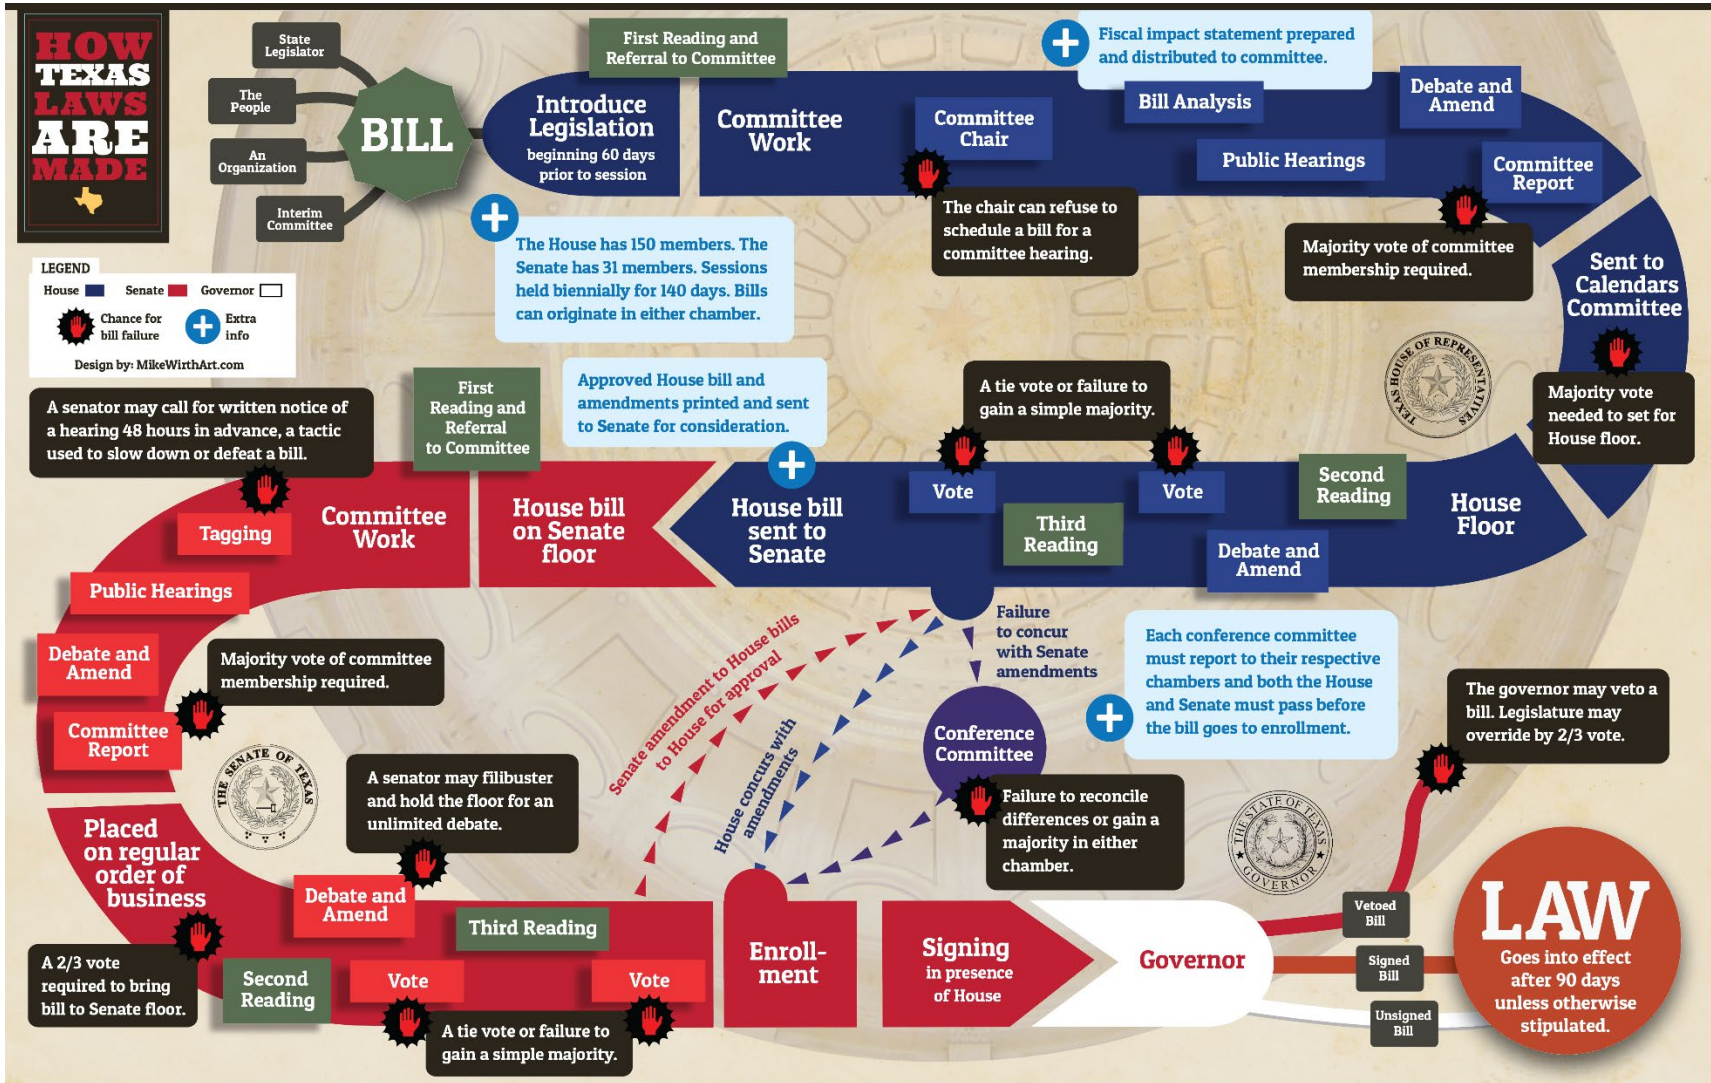 HOW
TEXAS
LAWS
ARE
MADE
State
Legislator
The
People
An
Organization
Interim
Committee
BILL
Introduce
Legislation
beginning 60 days
prior to session
First Reading and
Referral to Committee
Committee
Work
Committee
Chair
Fiscal impact statement prepared
and distributed to committee.
Bill Analysis
Public Hearings
Debate and
Amend
Committee
Report
The chair can refuse to
schedule a bill for a
committee hearing.
Majority vote of committee
membership required.
The House has 150 members. The
Senate has 31 members. Sessions
held biennially for 140 days. Bills
can originate in either chamber.
LEGEND
House
Senate
Governor
Chance for
bill failure
Extra
info
Design by: MikeWirthArt.com
Sent to
Calendars
Committee
Majority vote
needed to set for
House floor.
TEXAS HOUSE OF REPRESENTATIVES
House
Floor
Second
Reading
Debate and
Amend
Vote
Third
Reading
Vote
A tie vote or failure to
gain a simple majority.
House bill
sent to
Senate
Approved House bill and
amendments printed and sent
to Senate for consideration.
House bill
on Senate
floor
First
Reading and
Referral
to Committee
Committee
Work
A senator may call for written notice of
a hearing 48 hours in advance, a tactic
used to slow down or defeat a bill.
Tagging
Public Hearings
Debate and
Amend
Committee
Report
Majority vote of committee
membership required.
THE SENATE OF TEXAS
Placed
on regular
order of
business
A 2/3 vote
required to bring
bill to Senate floor.
Second
Reading
Debate and
Amend
A senator may filibuster
and hold the floor for an
unlimited debate.
Vote
Third Reading
Vote
A tie vote or failure to
gain a simple majority.
Senate amendment to House bills
to House for approval
House concurs with
amendments
Failure
to concur
with Senate
amendments
Conference
Committee
Each conference committee
must report to their respective
chambers and both the House
and Senate must pass before
the bill goes to enrollment.
Failure to reconcile
differences or gain a
majority in either
chamber.
Enroll-
ment
Signing
in presence
of House
Governor
THE STATE OF TEXAS
GOVERNOR
The governor may veto a
bill. Legislature may
override by 2/3 vote.
Vetoed
Bill
Signed
Bill
Unsigned
Bill
LAW
Goes into effect
after 90 days
unless otherwise
stipulated.